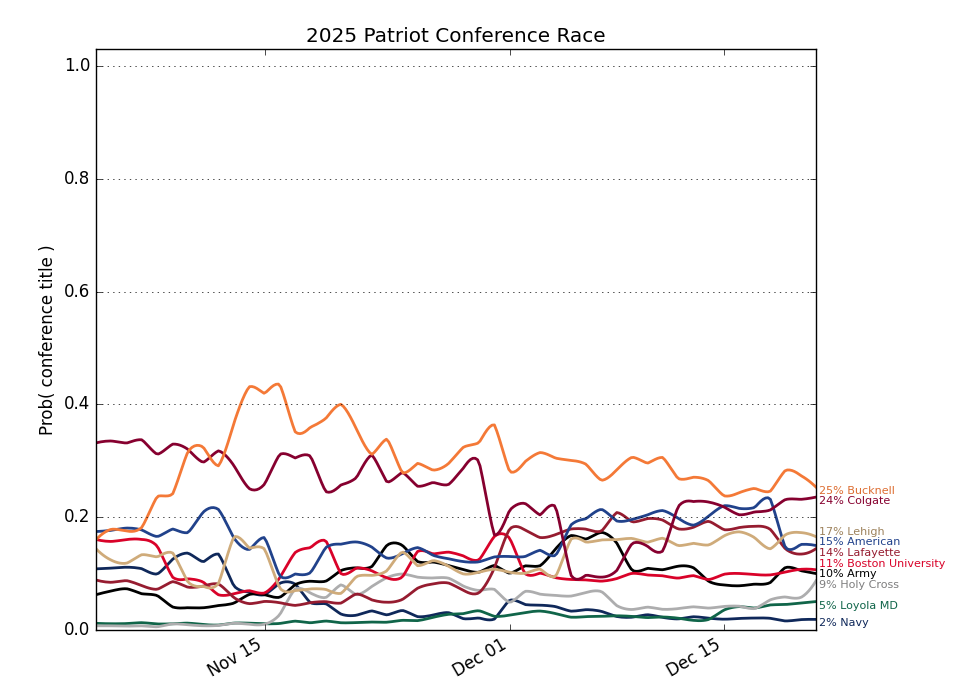 2025 Patriot Conference Race
Prob( conference title )
1.0
0.8
0.6
0.4
0.2
0.0
Nov 15
Dec 01
Dec 15
25% Bucknell
24% Colgate
17% Lehigh
15% American
14% Lafayette
11% Boston University
10% Army
9% Holy Cross
5% Loyola MD
2% Navy